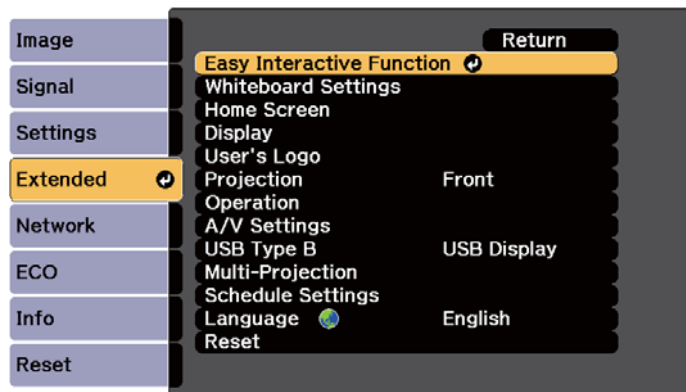 Image
Signal
Settings
Extended
Network
ECO
Info
Reset
Return
Easy Interactive Function
Whiteboard Settings
Home Screen
Display
User's Logo
Projection Front
Operation
A/V Settings
USB Type B USB Display
Multi-Projection
Schedule Settings
Language English
Reset